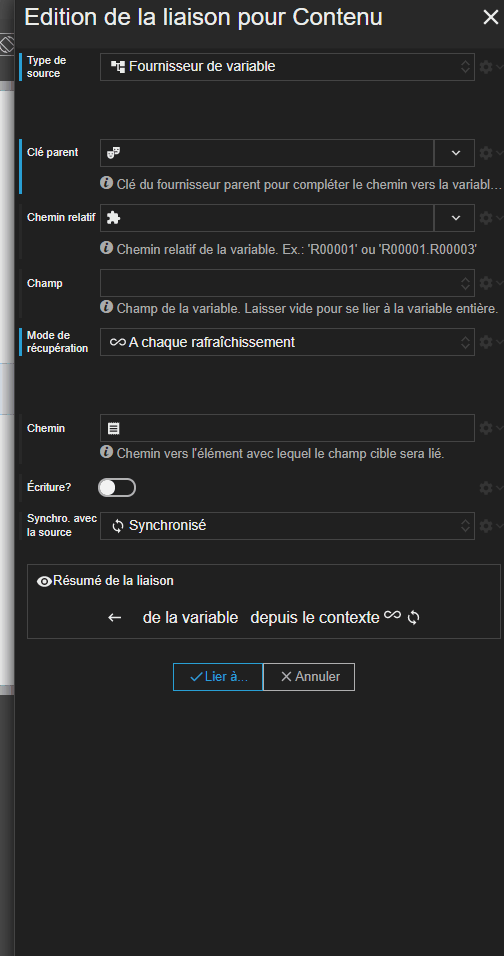 Edition de la liaison pour Contenu
Type de
source
Fournisseur de variable
Clé parent
Clé du fournisseur parent pour compléter le chemin vers la variabl...
Chemin relatif
Chemin relatif de la variable. Ex.: 'R00001' ou 'R00001.R00003'
Champ
Champ de la variable. Laisser vide pour se lier à la variable entière.
Mode de
récupération
A chaque rafraîchissement
Chemin
Chemin vers l'élément avec lequel le champ cible sera lié.
Écriture?
Synchro. avec
la source
Synchronisé
Résumé de la liaison
de la variable depuis le contexte
Lier à...
Annuler